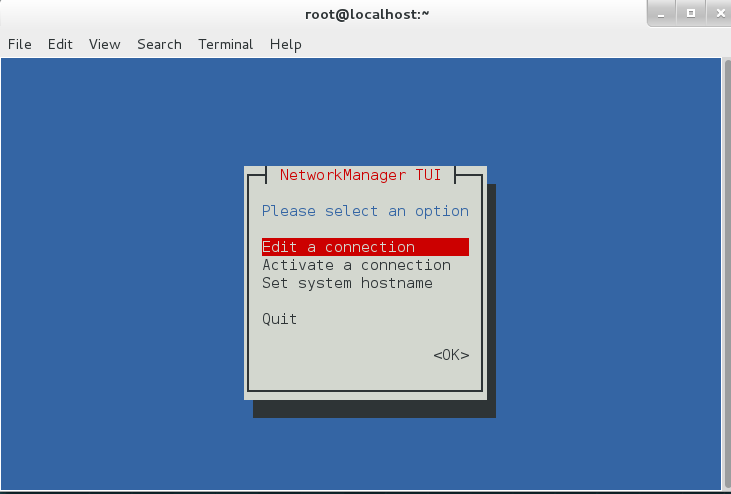 root@localhost:~
File Edit View Search Terminal Help
NetworkManager TUI
Please select an option
Edit a connection
Activate a connection
Set system hostname
Quit
<OK>